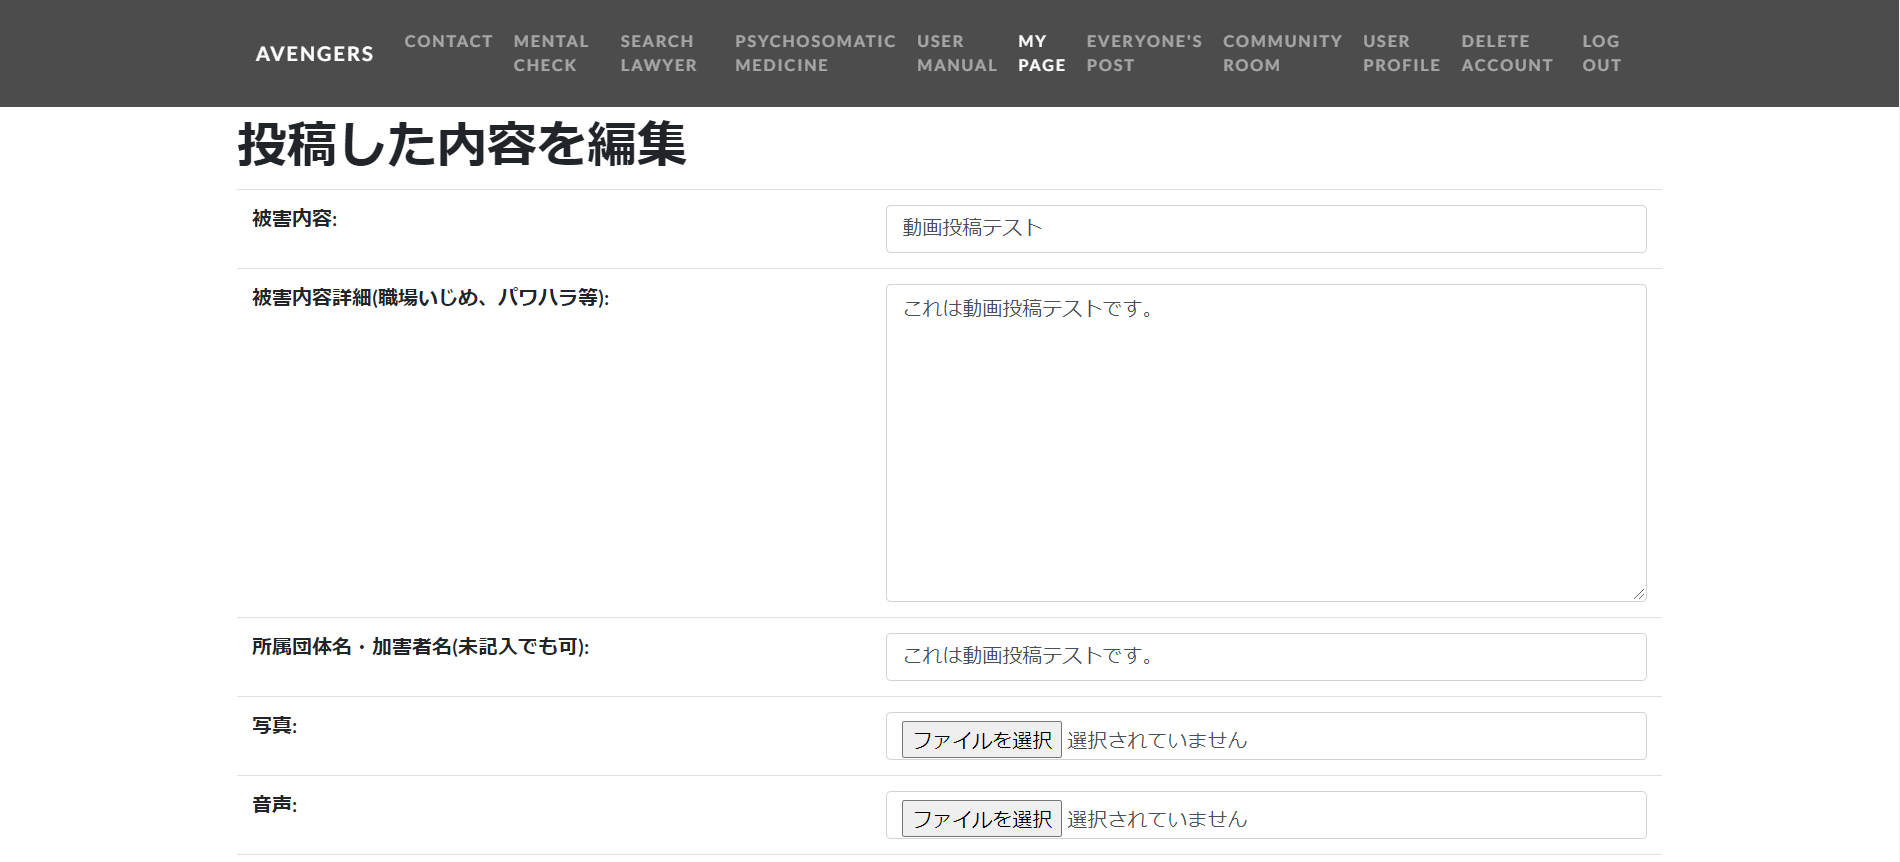 AVENGERS
CONTACT
MENTAL CHECK
SEARCH LAWYER
PSYCHOSOMATIC MEDICINE
USER MANUAL
MY PAGE
EVERYONE'S POST
COMMUNITY ROOM
USER PROFILE
DELETE ACCOUNT
LOG OUT
投稿した内容を編集
被害内容:
動画投稿テスト
被害内容詳細(職場いじめ、パワハラ等):
これは動画投稿テストです。
所属団体名・加害者名(未記入でも可):
これは動画投稿テストです。
写真:
ファイルを選択 選択されていません
音声:
ファイルを選択 選択されていません